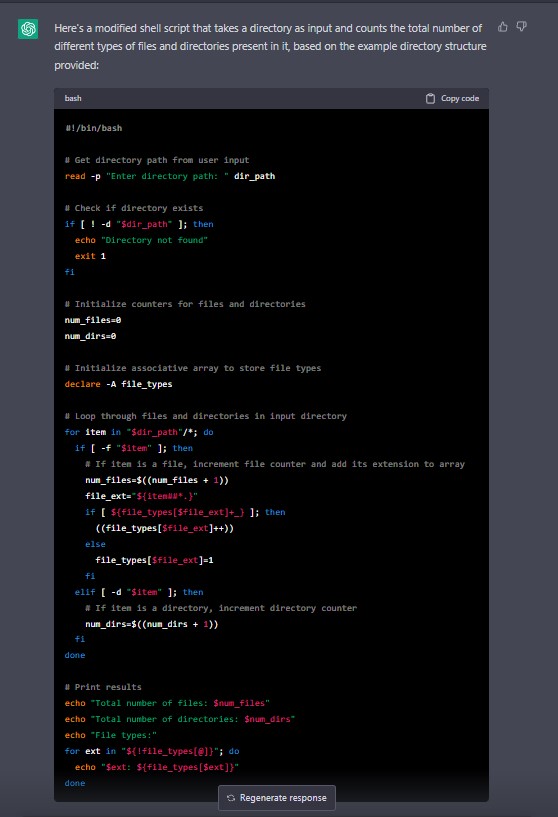 Here's a modified shell script that takes a directory as input and counts the total number of
different types of files and directories present in it, based on the example directory structure
provided:
bash
Copy code
#!/bin/bash
# Get directory path from user input
read -p "Enter directory path: " dir_path
# Check if directory exists
if [ ! -d "$dir_path" ]; then
  echo "Directory not found"
  exit 1
fi
# Initialize counters for files and directories
num_files=0
num_dirs=0
# Initialize associative array to store file types
declare -A file_types
# Loop through files and directories in input directory
for item in "$dir_path"/*; do
  if [ -f "$item" ]; then
    # If item is a file, increment file counter and add its extension to array
    num_files=$((num_files + 1))
    file_ext="${item##*.}"
    if [ ${file_types[$file_ext]+_} ]; then
      ((file_types[$file_ext]++))
    else
      file_types[$file_ext]=1
    fi
  elif [ -d "$item" ]; then
    # If item is a directory, increment directory counter
    num_dirs=$((num_dirs + 1))
  fi
done
# Print results
echo "Total number of files: $num_files"
echo "Total number of directories: $num_dirs"
echo "File types:"
for ext in "${!file_types[@]}"; do
  echo "$ext: ${file_types[$ext]}"
done
Regenerate response